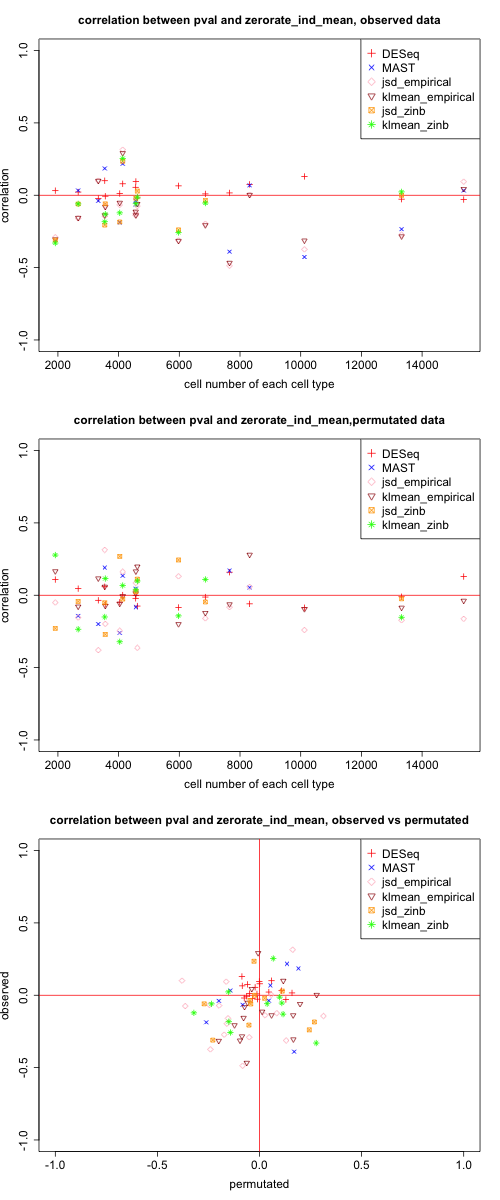 correlation between pval and zerorate_ind_mean, observed data
1.0
0.5
0.0
-0.5
-1.0
correlation
DESeq
MAST
jsd_empirical
klmean_empirical
jsd_zinb
klmean_zinb
2000 4000 6000 8000 10000 12000 14000
cell number of each cell type
correlation between pval and zerorate_ind_mean,permutated data
1.0
0.5
0.0
-0.5
-1.0
correlation
DESeq
MAST
jsd_empirical
klmean_empirical
jsd_zinb
klmean_zinb
2000 4000 6000 8000 10000 12000 14000
cell number of each cell type
correlation between pval and zerorate_ind_mean, observed vs permutated
1.0
0.5
0.0
-0.5
-1.0
observed
DESeq
MAST
jsd_empirical
klmean_empirical
jsd_zinb
klmean_zinb
-1.0 -0.5 0.0 0.5 1.0
permutated